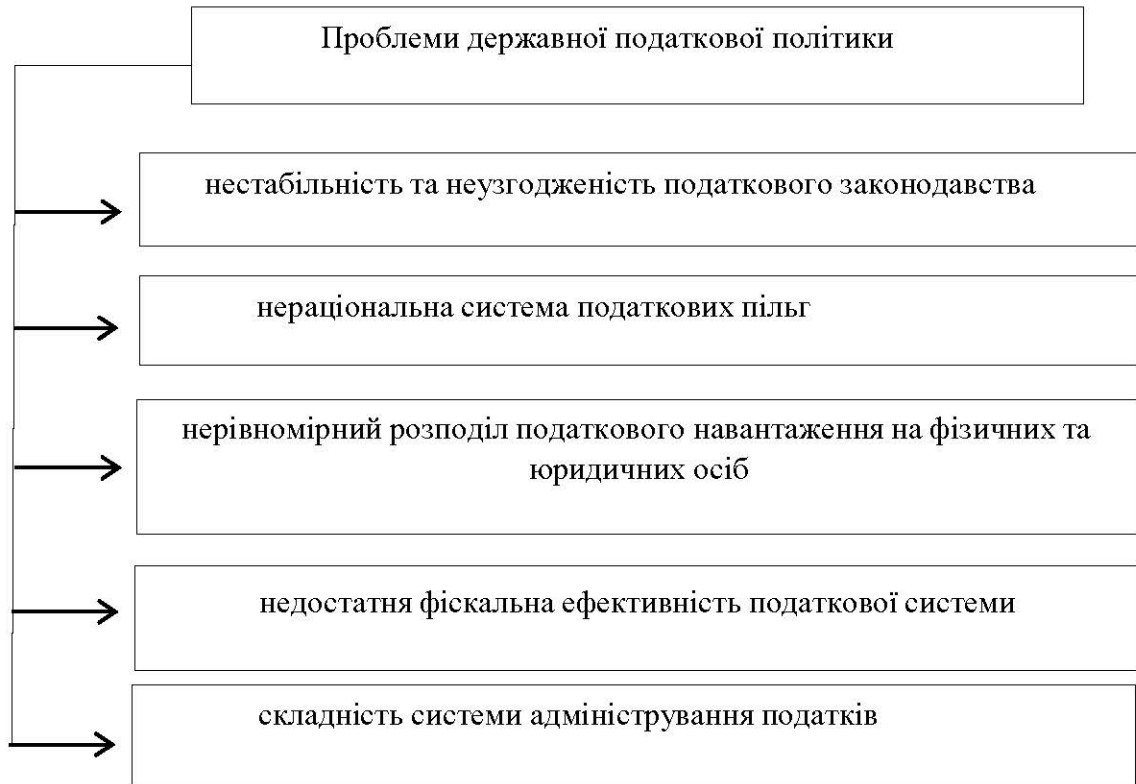 Проблеми державної податкової політики
нестабільність та неузгодженість податкового законодавства
нераціональна система податкових пільг
нерівномірний розподіл податкового навантаження на фізичних та
юридичних осіб
недостатня фіскальна ефективність податкової системи
складність системи адміністрування податків